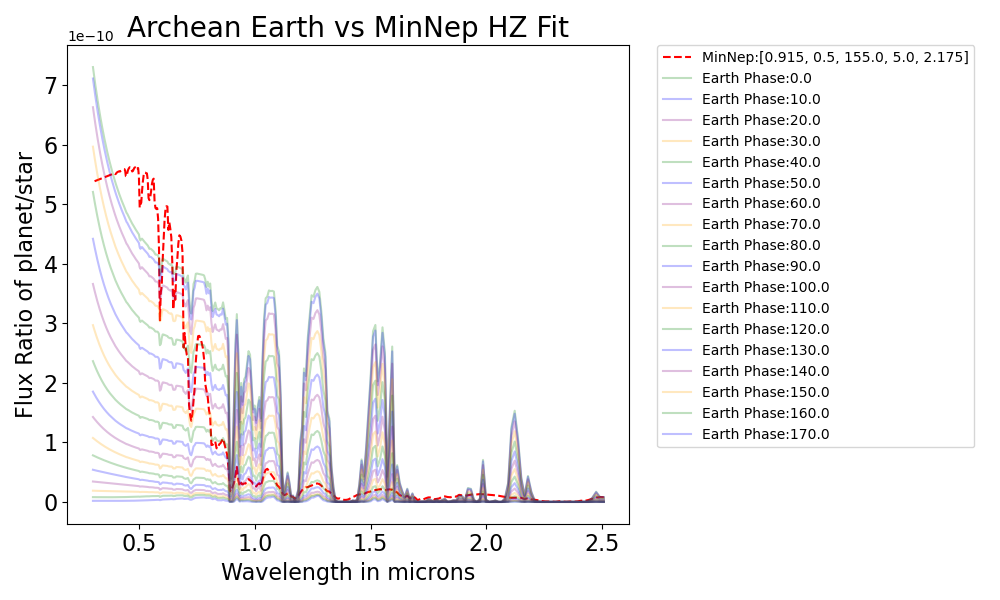 Archean Earth vs MinNep HZ Fit
1e−10
Flux Ratio of planet/star
7
6
5
4
3
2
1
0
0.5 1.0 1.5 2.0 2.5
Wavelength in microns
MinNep:[0.915, 0.5, 155.0, 5.0, 2.175]
Earth Phase:0.0
Earth Phase:10.0
Earth Phase:20.0
Earth Phase:30.0
Earth Phase:40.0
Earth Phase:50.0
Earth Phase:60.0
Earth Phase:70.0
Earth Phase:80.0
Earth Phase:90.0
Earth Phase:100.0
Earth Phase:110.0
Earth Phase:120.0
Earth Phase:130.0
Earth Phase:140.0
Earth Phase:150.0
Earth Phase:160.0
Earth Phase:170.0